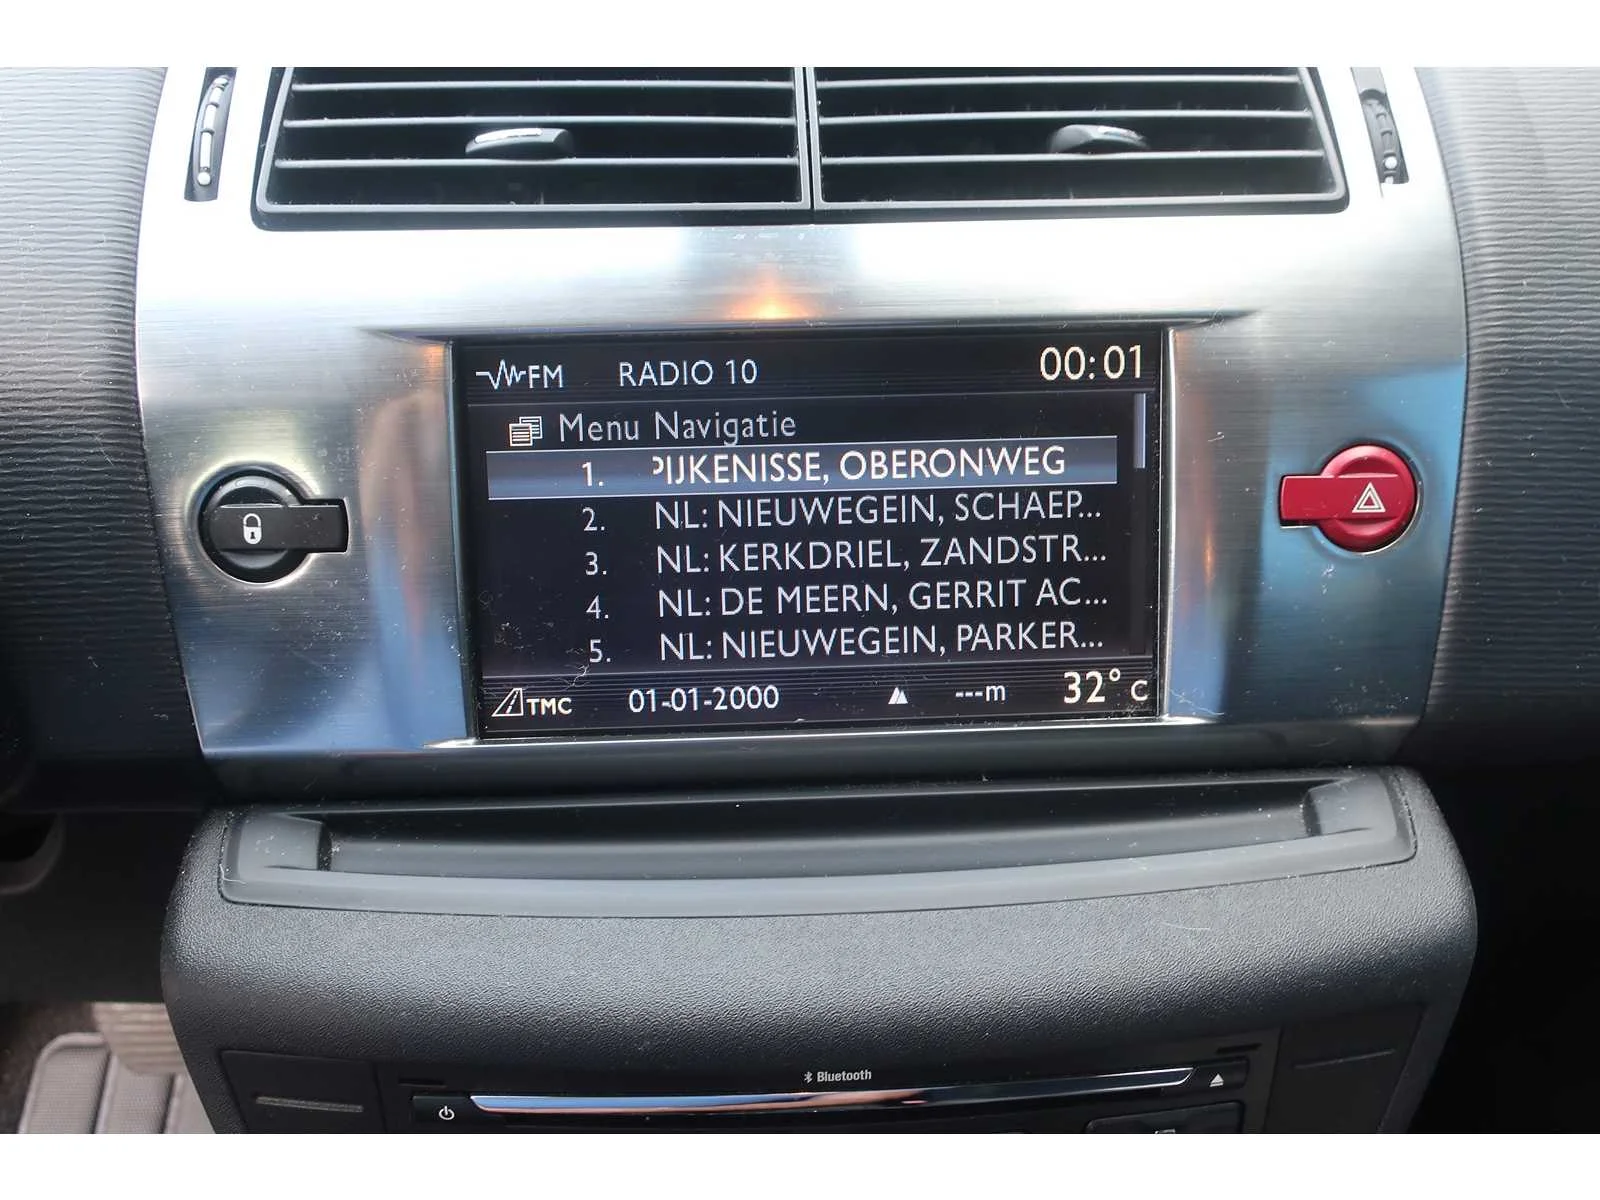 FM RADIO 10 00:01
Menu Navigatie
1. PIJKENISSE, OBERONWEG
2. NL: NIEUWEGEIN, SCHAEP...
3. NL: KERKDRIEL, ZANDSTR...
4. NL: DE MEERN, GERRIT AC...
5. NL: NIEUWEGEIN, PARKER...
TMC 01-01-2000 ---m 32° C
Bluetooth